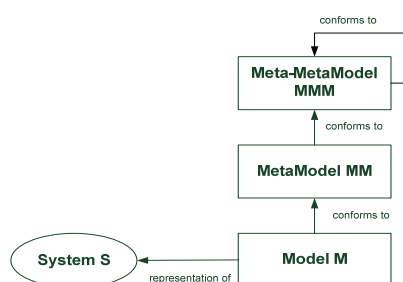 conforms to
Meta-MetaModel
MMM
conforms to
MetaModel MM
conforms to
System S
Model M
representation of